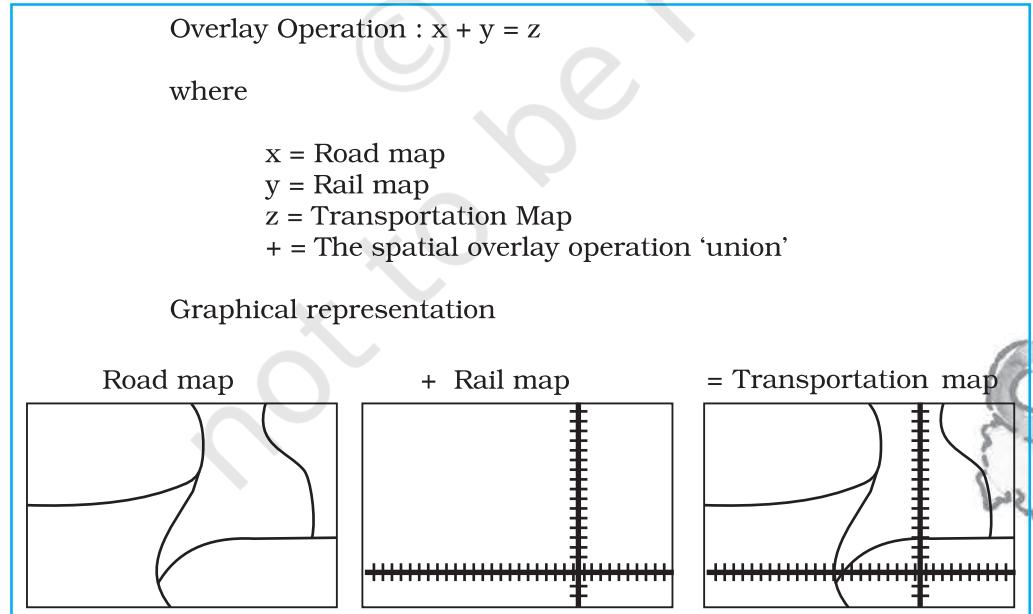 Overlay Operation : x + y = z
where
x = Road map
y = Rail map
z = Transportation Map
+ = The spatial overlay operation ‘union’
Graphical representation
Road map
+ Rail map
= Transportation map
©
not to be r